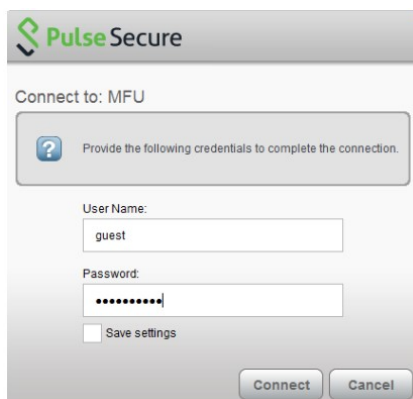 Pulse Secure
Connect to: MFU
Provide the following credentials to complete the connection.
User Name:
guest
Password:
••••••••••
Save settings
Connect Cancel